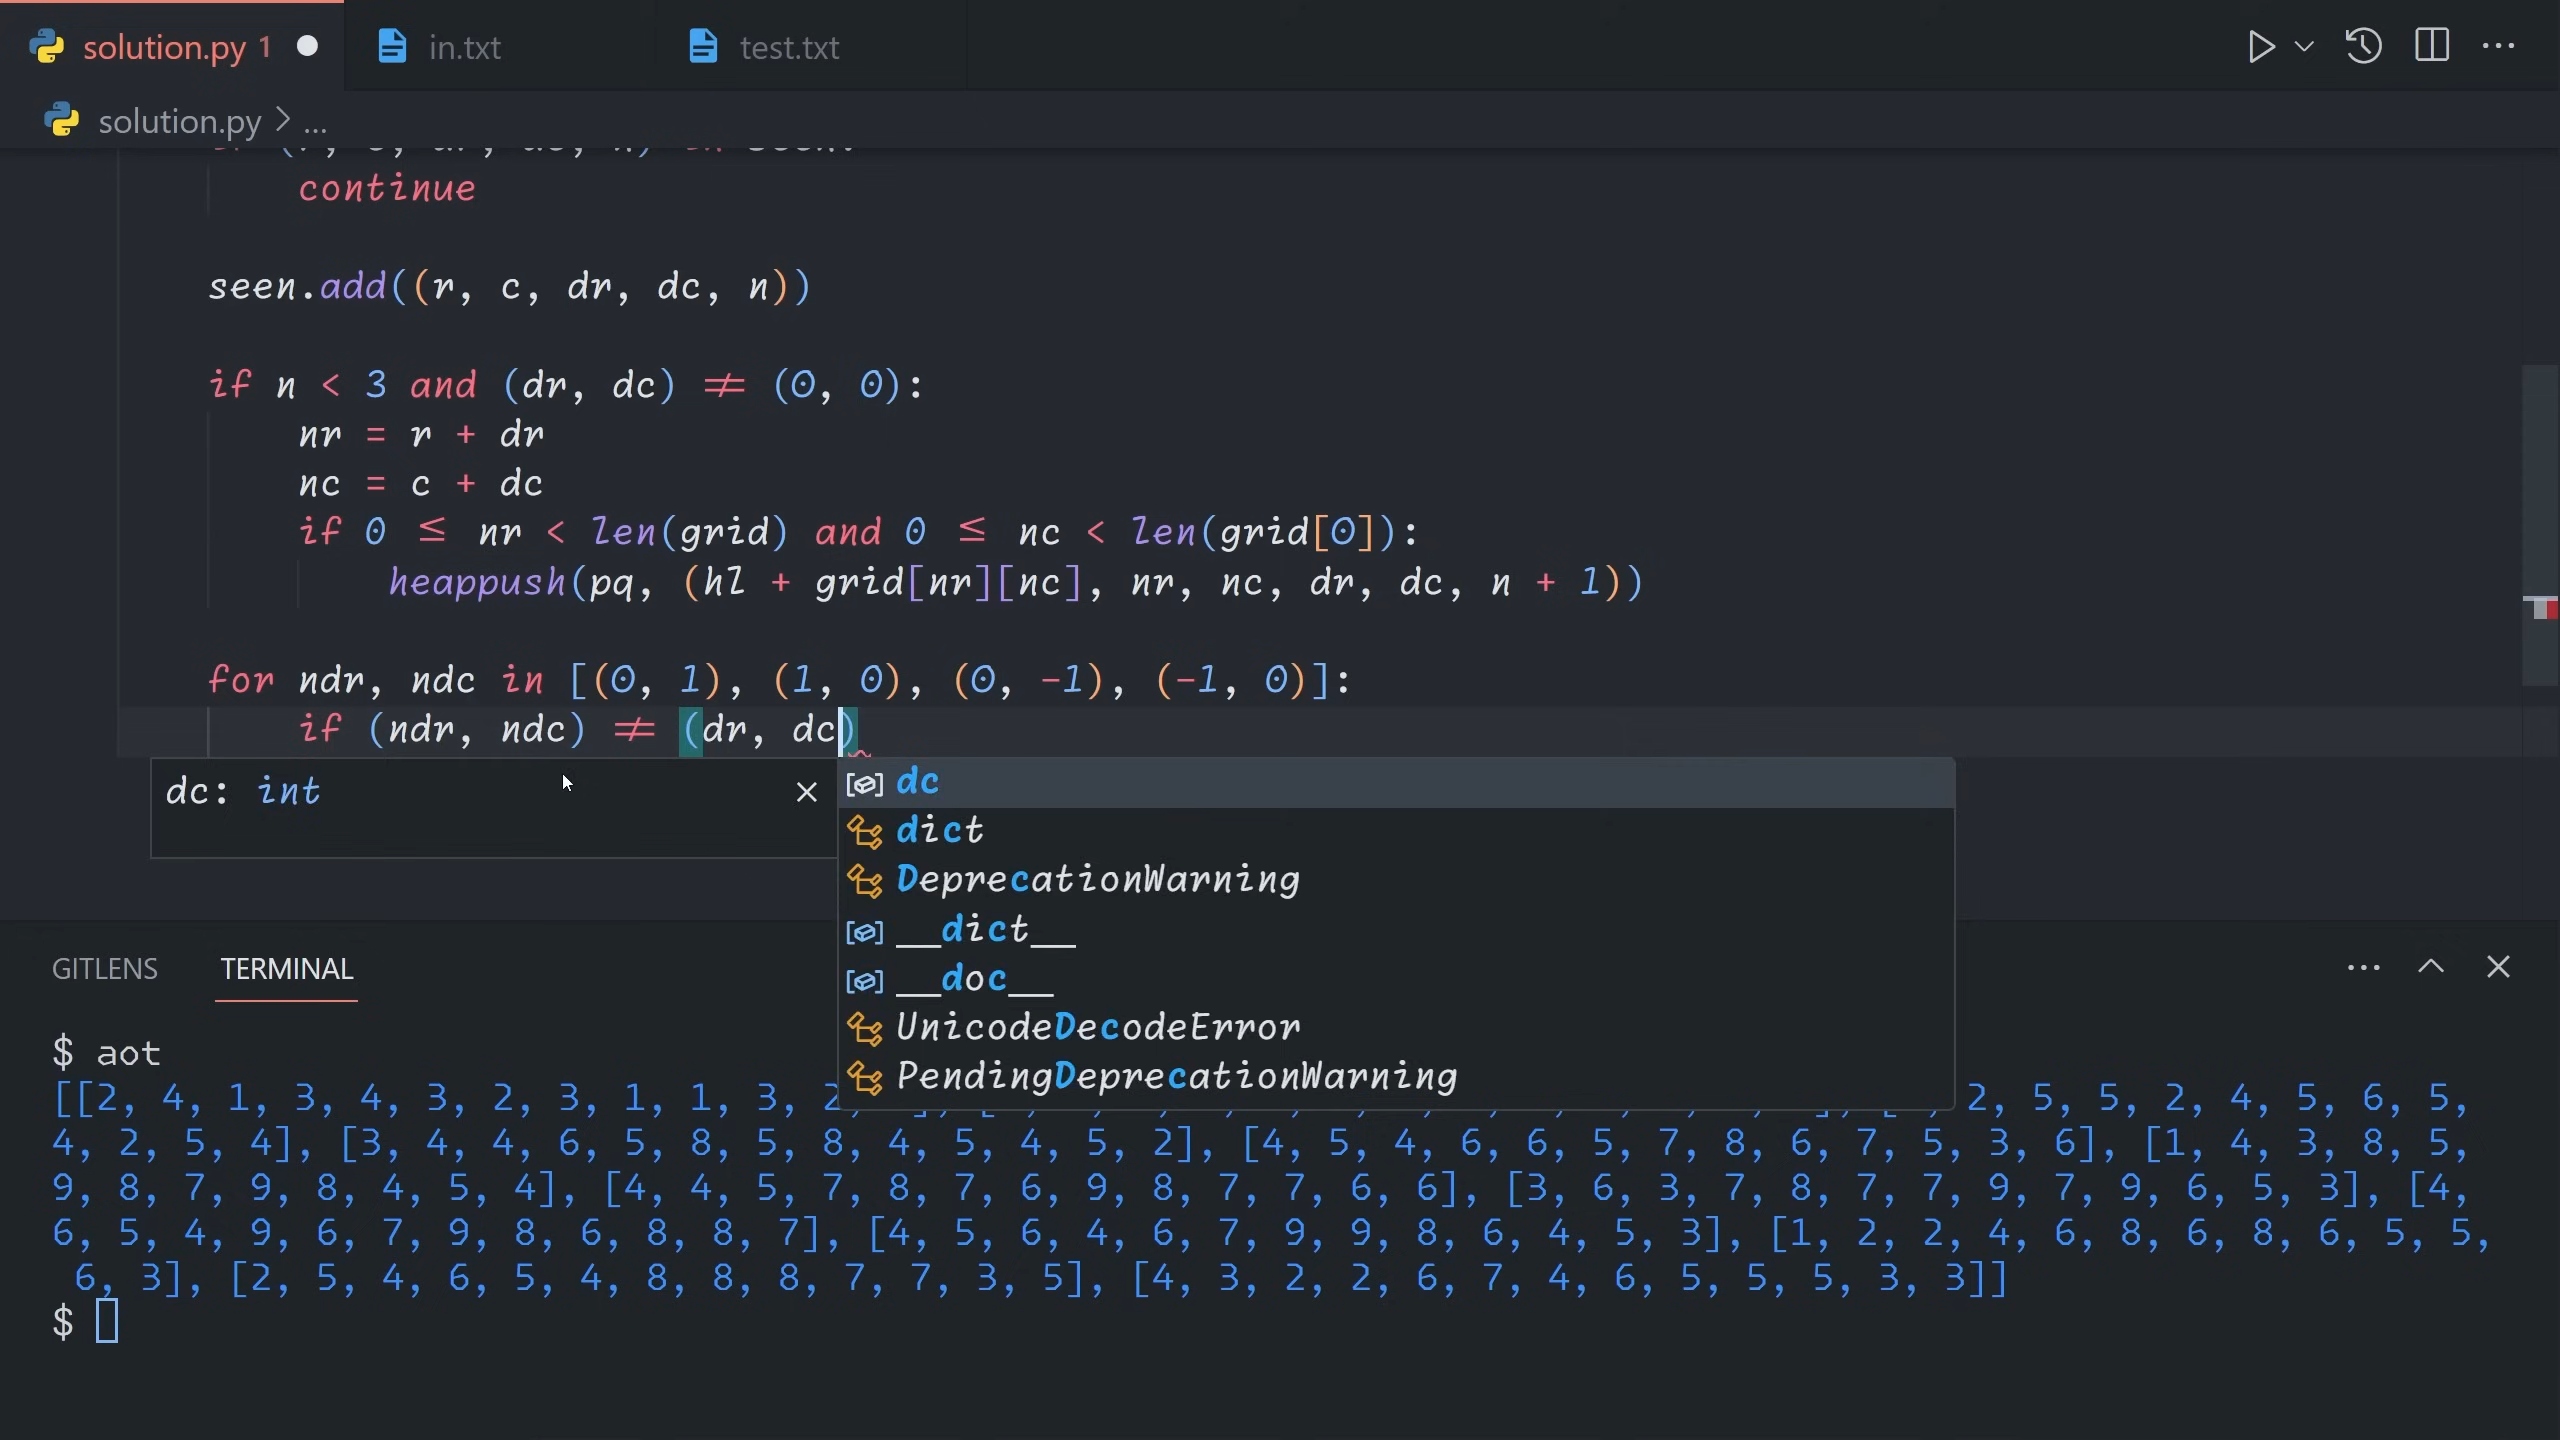 solution.py 1
in.txt
test.txt
solution.py > ...
continue
seen.add((r, c, dr, dc, n))
if n < 3 and (dr, dc) ≠ (0, 0):
nr = r + dr
nc = c + dc
if 0 ≤ nr < len(grid) and 0 ≤ nc < len(grid[0]):
heappush(pq, (hl + grid[nr][nc], nr, nc, dr, dc, n + 1))
for ndr, ndc in [(0, 1), (1, 0), (0, -1), (-1, 0)]:
if (ndr, ndc) ≠ (dr, dc)
dc: int
dc
dict
DeprecationWarning
__dict__
__doc__
UnicodeDecodeError
PendingDeprecationWarning
GITLENS
TERMINAL
$ aot
[[2, 4, 1, 3, 4, 3, 2, 3, 1, 1, 3, 2, 5, 5, 2, 4, 5, 6, 5,
4, 2, 5, 4], [3, 4, 4, 6, 5, 8, 5, 8, 4, 5, 4, 5, 2], [4, 5, 4, 6, 6, 5, 7, 8, 6, 7, 5, 3, 6], [1, 4, 3, 8, 5,
9, 8, 7, 9, 8, 4, 5, 4], [4, 4, 5, 7, 8, 7, 6, 9, 8, 7, 7, 6, 6], [3, 6, 3, 7, 8, 7, 7, 9, 7, 9, 6, 5, 3], [4,
6, 5, 4, 9, 6, 7, 9, 8, 6, 8, 8, 7], [4, 5, 6, 4, 6, 7, 9, 9, 8, 6, 4, 5, 3], [1, 2, 2, 4, 6, 8, 6, 8, 6, 5, 5,
6, 3], [2, 5, 4, 6, 5, 4, 8, 8, 8, 7, 7, 3, 5], [4, 3, 2, 2, 6, 7, 4, 6, 5, 5, 5, 3, 3]]
$